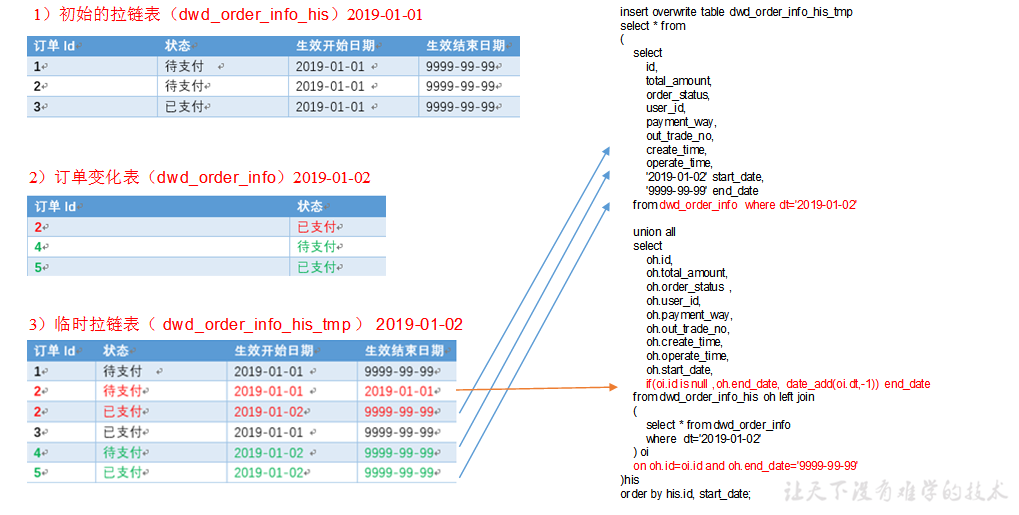 1）初始的拉链表（dwd_order_info_his）2019-01-01
订单 Id 状态 生效开始日期 生效结束日期
1 待支付 2019-01-01 9999-99-99
2 待支付 2019-01-01 9999-99-99
3 已支付 2019-01-01 9999-99-99
2）订单变化表（dwd_order_info）2019-01-02
订单 Id 状态
2 已支付
4 待支付
5 已支付
3）临时拉链表（ dwd_order_info_his_tmp ） 2019-01-02
订单 Id 状态 生效开始日期 生效结束日期
1 待支付 2019-01-01 9999-99-99
2 待支付 2019-01-01 2019-01-01
2 已支付 2019-01-02 9999-99-99
3 已支付 2019-01-01 9999-99-99
4 待支付 2019-01-02 9999-99-99
5 已支付 2019-01-02 9999-99-99
insert overwrite table dwd_order_info_his_tmp
select * from
(
select
id,
total_amount,
order_status,
user_id,
payment_way,
out_trade_no,
create_time,
operate_time,
'2019-01-02' start_date,
'9999-99-99' end_date
from dwd_order_info where dt='2019-01-02'
union all
select
oh.id,
oh.total_amount,
oh.order_status ,
oh.user_id,
oh.payment_way,
oh.out_trade_no,
oh.create_time,
oh.operate_time,
oh.start_date,
if(oi.id is null ,oh.end_date, date_add(oi.dt,-1)) end_date
from dwd_order_info_his oh left join
(
select * from dwd_order_info
where dt='2019-01-02'
) oi
on oh.id=oi.id and oh.end_date='9999-99-99'
)his
order by his.id, start_date;
让天下没有难学的技术